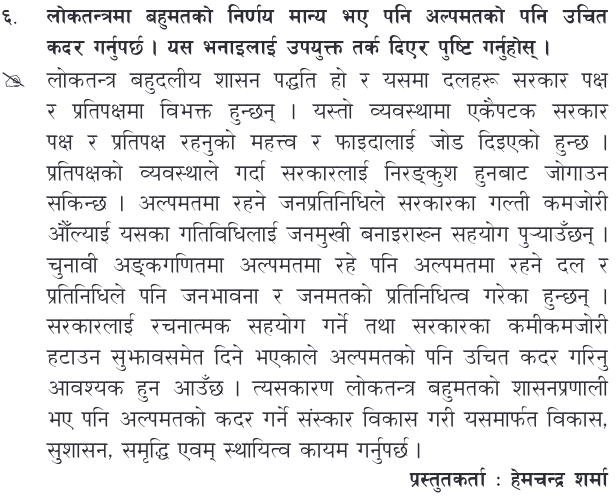 ६. लोकतन्त्रमा बहुमतको निर्णय मान्य भए पनि अल्पमतको पनि उचित
कदर गर्नुपर्छ । यस भनाइलाई उपयुक्त तर्क दिएर पुष्टि गर्नुहोस् ।
लोकतन्त्र बहुदलीय शासन पद्धति हो र यसमा दलहरू सरकार पक्ष
र प्रतिपक्षमा विभक्त हुन्छन् । यस्तो व्यवस्थामा एकैपटक सरकार
पक्ष र प्रतिपक्ष रहनुको महत्त्व र फाइदालाई जोड दिइएको हुन्छ ।
प्रतिपक्षको व्यवस्थाले गर्दा सरकारलाई निरङ्कुश हुनबाट जोगाउन
सकिन्छ । अल्पमतमा रहने जनप्रतिनिधिले सरकारका गल्ती कमजोरी
औँल्याई यसका गतिविधिलाई जनमुखी बनाइराख्न सहयोग पुऱ्याउँछन् ।
चुनावी अङ्कगणितमा अल्पमतमा रहे पनि अल्पमतमा रहने दल र
प्रतिनिधिले पनि जनभावना र जनमतको प्रतिनिधित्व गरेका हुन्छन् ।
सरकारलाई रचनात्मक सहयोग गर्ने तथा सरकारका कमीकमजोरी
हटाउन सुझावसमेत दिने भएकाले अल्पमतको पनि उचित कदर गरिनु
आवश्यक हुन आउँछ । त्यसकारण लोकतन्त्र बहुमतको शासनप्रणाली
भए पनि अल्पमतको कदर गर्ने संस्कार विकास गरी यसमार्फत विकास,
सुशासन, समृद्धि एवम् स्थायित्व कायम गर्नुपर्छ ।
प्रस्तुतकर्ता : हेमचन्द्र शर्मा